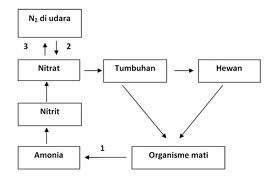 N₂ di udara
3 2
Nitrat
Tumbuhan
Hewan
Nitrit
1
Amonia
Organisme mati